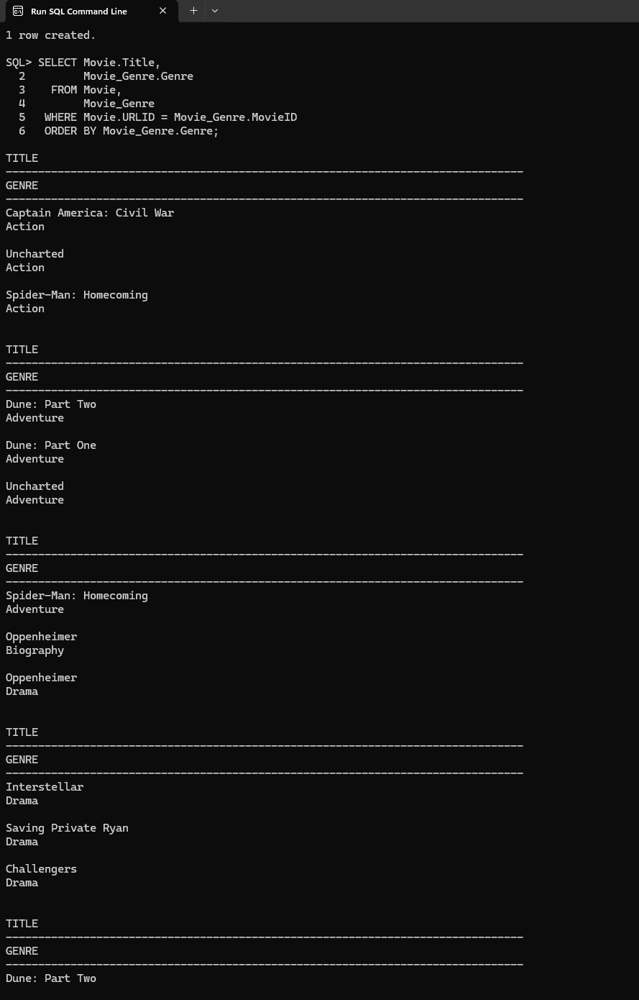 Run SQL Command Line
1 row created.
SQL> SELECT Movie.Title,
  2         Movie_Genre.Genre
  3    FROM Movie,
  4         Movie_Genre
  5   WHERE Movie.URLID = Movie_Genre.MovieID
  6   ORDER BY Movie_Genre.Genre;
TITLE
--------------------------------------------------------------------------------
GENRE
--------------------------------------------------------------------------------
Captain America: Civil War
Action
Uncharted
Action
Spider-Man: Homecoming
Action
TITLE
--------------------------------------------------------------------------------
GENRE
--------------------------------------------------------------------------------
Dune: Part Two
Adventure
Dune: Part One
Adventure
Uncharted
Adventure
TITLE
--------------------------------------------------------------------------------
GENRE
--------------------------------------------------------------------------------
Spider-Man: Homecoming
Adventure
Oppenheimer
Biography
Oppenheimer
Drama
TITLE
--------------------------------------------------------------------------------
GENRE
--------------------------------------------------------------------------------
Interstellar
Drama
Saving Private Ryan
Drama
Challengers
Drama
TITLE
--------------------------------------------------------------------------------
GENRE
--------------------------------------------------------------------------------
Dune: Part Two